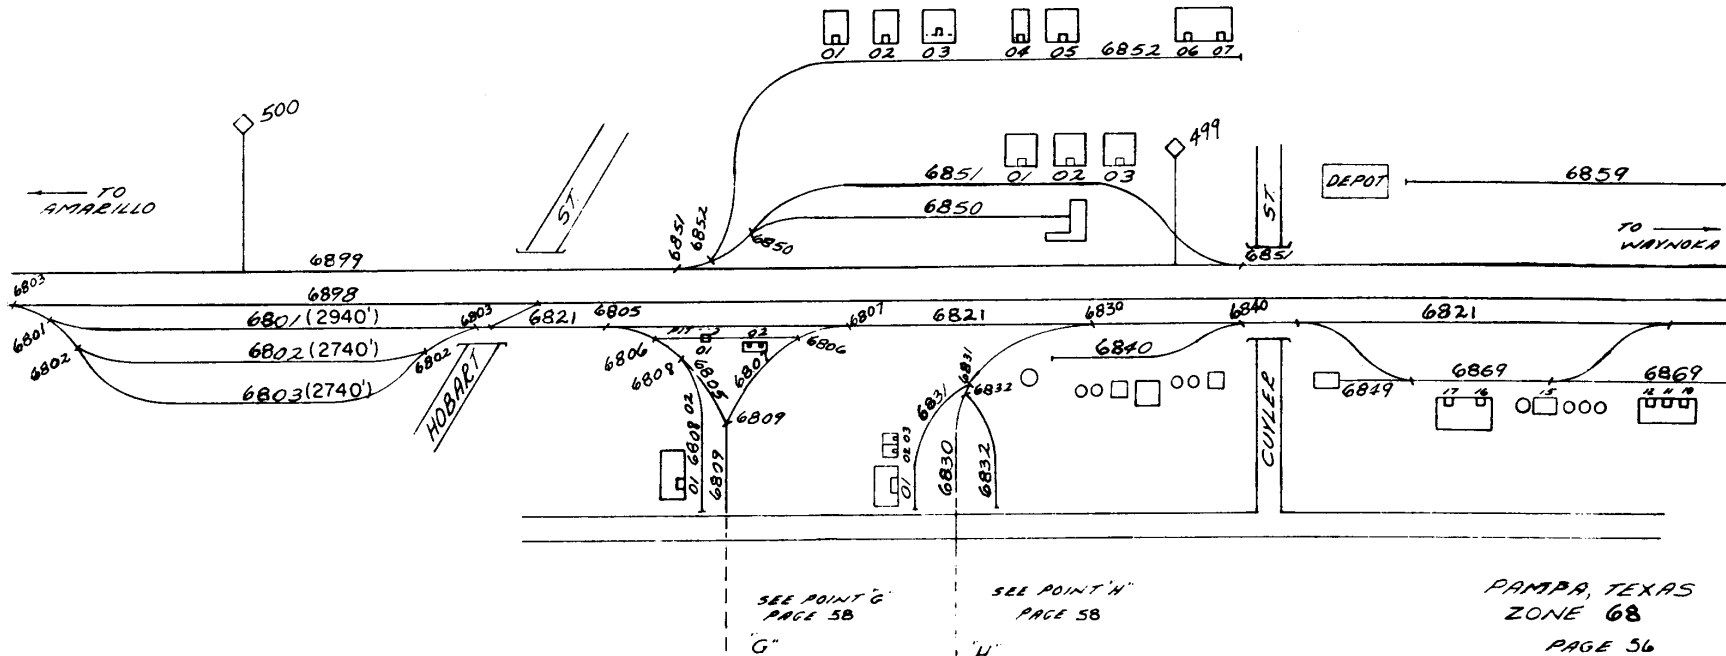 01 02 03 04 05 6852 06 07
500
499
01 02 03
6851
DEPOT
6859
TO
AMARILLO
ST.
6850
ST.
6851
6852
6850
TO
WAYNOKA
6899
6851
6803
6898
6801 (2940')
6803
6821
6805
6807
6821
6830
6840
6821
6801
6802
6802 (2740')
6802
6803 (2740')
HOBART
PIT
01
02
6806
6806
6808
6805
6807
6809
02
6808
01
6809
6831
6831
6832
03
02
01
6830
6832
6840
CUYLER
6849
6869
17 16
15
6869
12 11 10
SEE POINT "G"
PAGE 58
"G"
SEE POINT "H"
PAGE 58
"H"
PAMPA, TEXAS
ZONE 68
PAGE 56